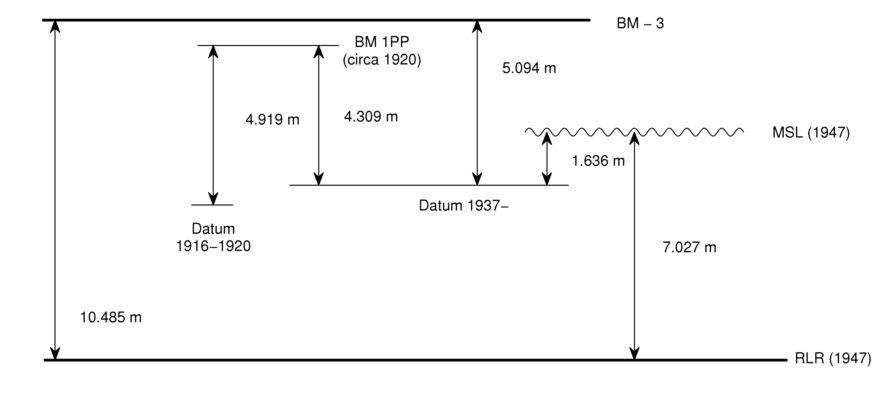 BM – 3
BM 1PP
(circa 1920)
5.094 m
4.919 m
4.309 m
MSL (1947)
1.636 m
Datum 1937–
Datum
1916–1920
7.027 m
10.485 m
RLR (1947)